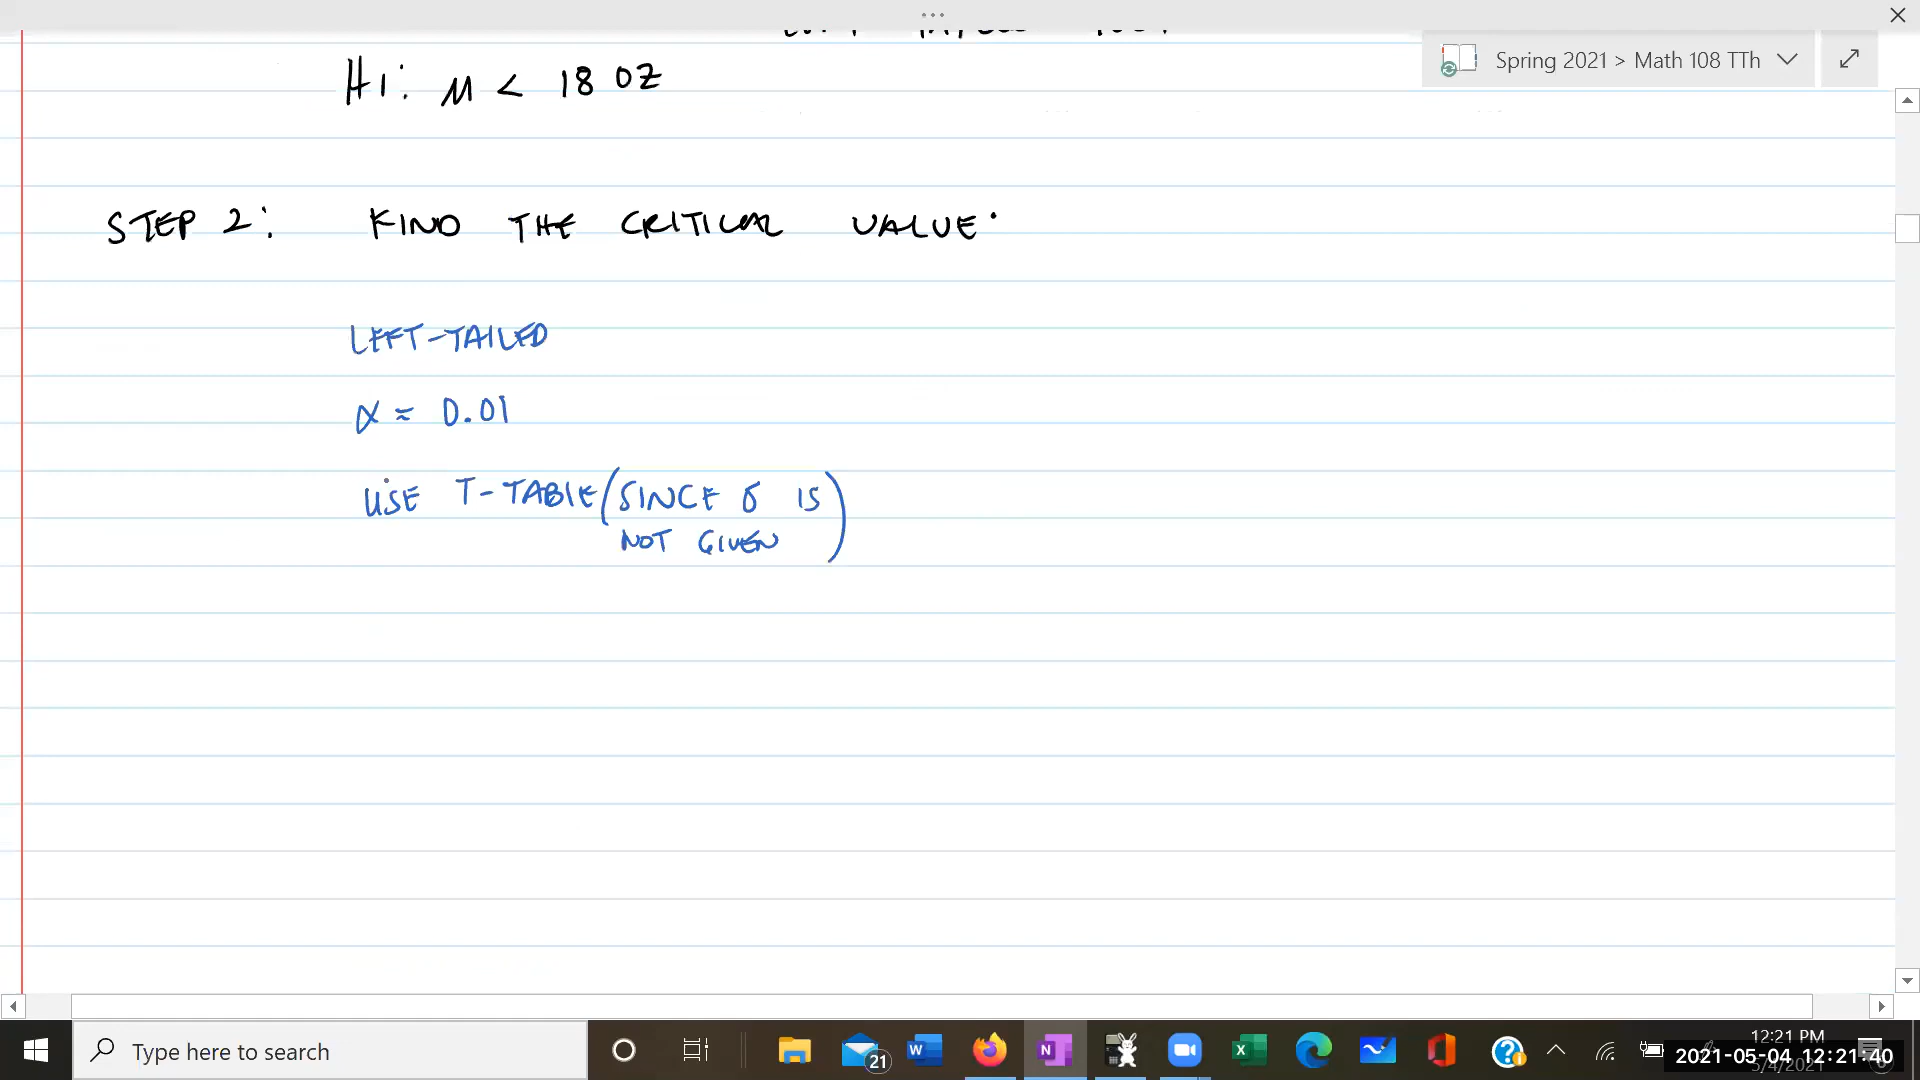 Spring 2021 > Math 108 TTh
H1: μ < 18 OZ
STEP 2: FIND THE CRITICAL VALUE:
LEFT-TAILED
α = 0.01
USE T-TABLE (SINCE σ IS
NOT GIVEN)
Type here to search
21
12:21 PM
2021-05-04 12:21:40